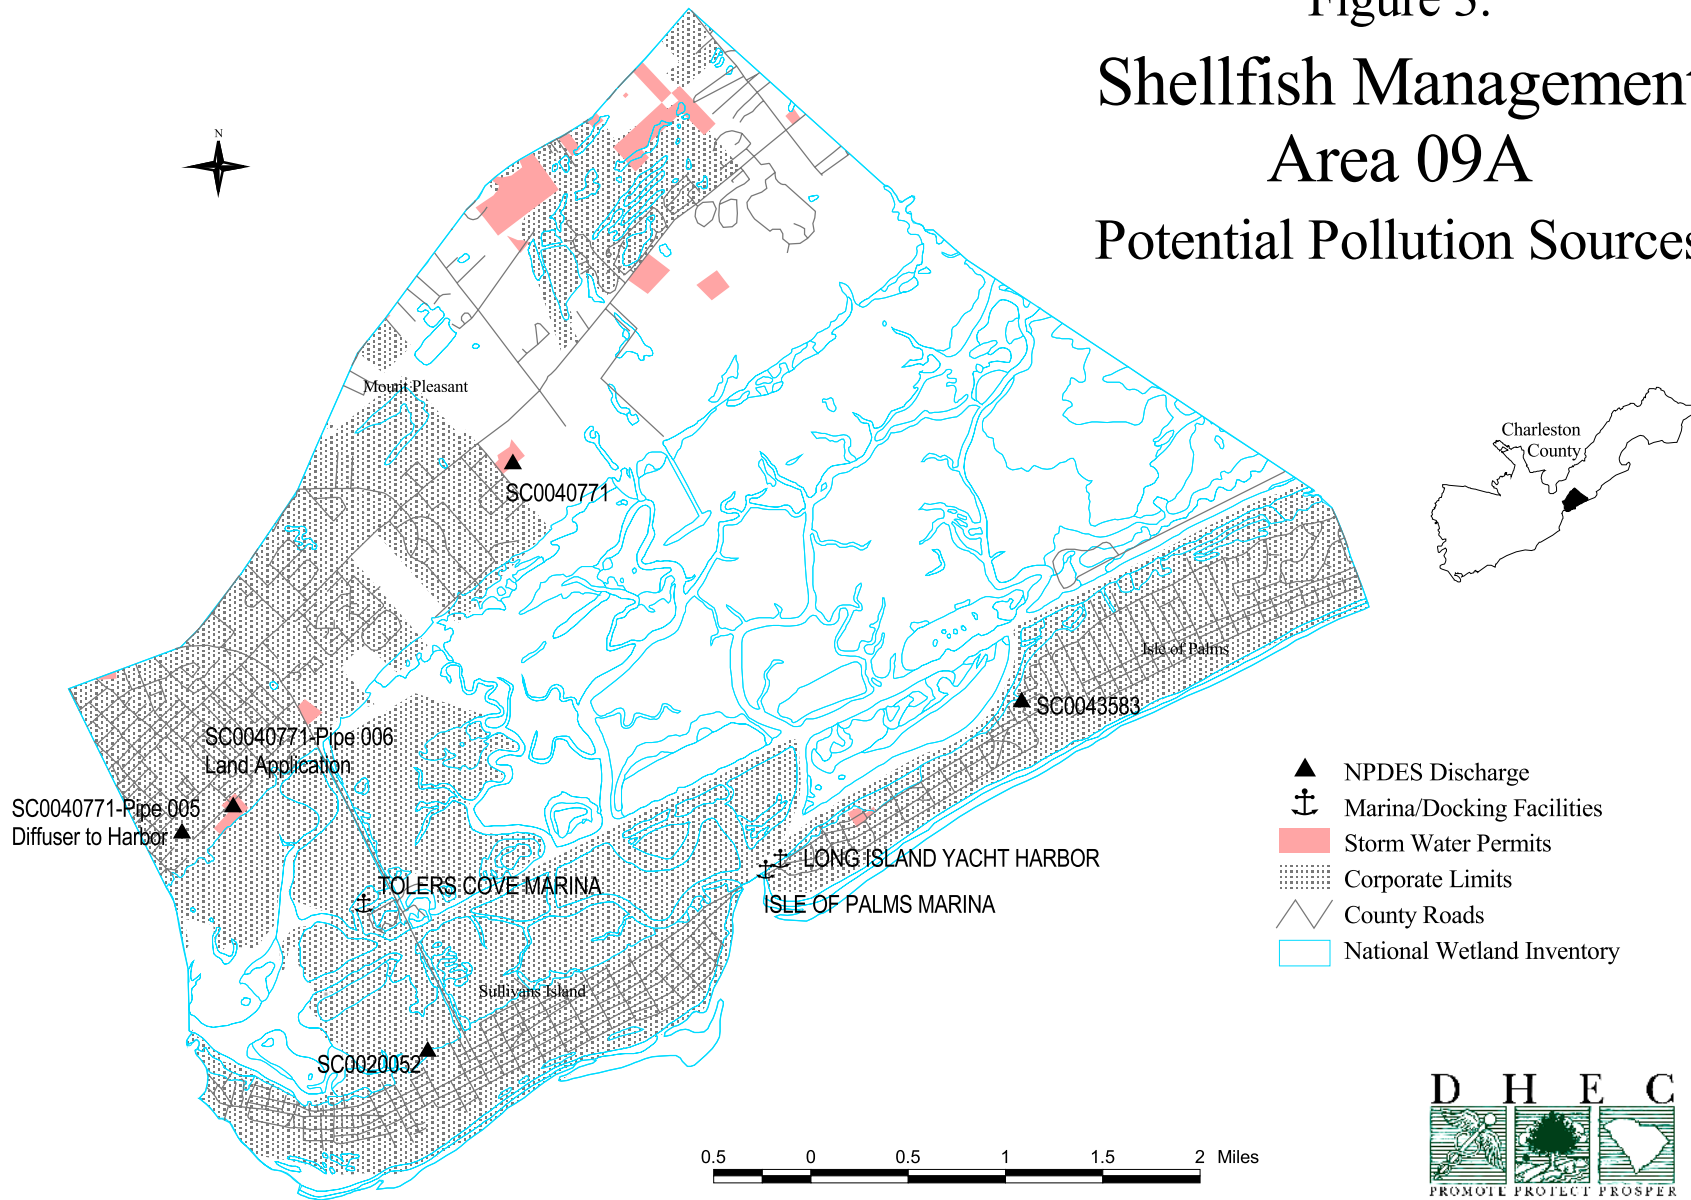 Figure 3.
Shellfish Management
Area 09A
Potential Pollution Sources
N
Mount Pleasant
Charleston
County
SC0040771
Isle of Palms
SC0043583
SC0040771-Pipe 006
Land Application
SC0040771-Pipe 005
Diffuser to Harbor
NPDES Discharge
Marina/Docking Facilities
Storm Water Permits
Corporate Limits
County Roads
National Wetland Inventory
LONG ISLAND YACHT HARBOR
TOLERS COVE MARINA
ISLE OF PALMS MARINA
Sullivans Island
SC0020052
0.5 0 0.5 1 1.5 2 Miles
D H E C
PROMOTE PROTECT PROSPER